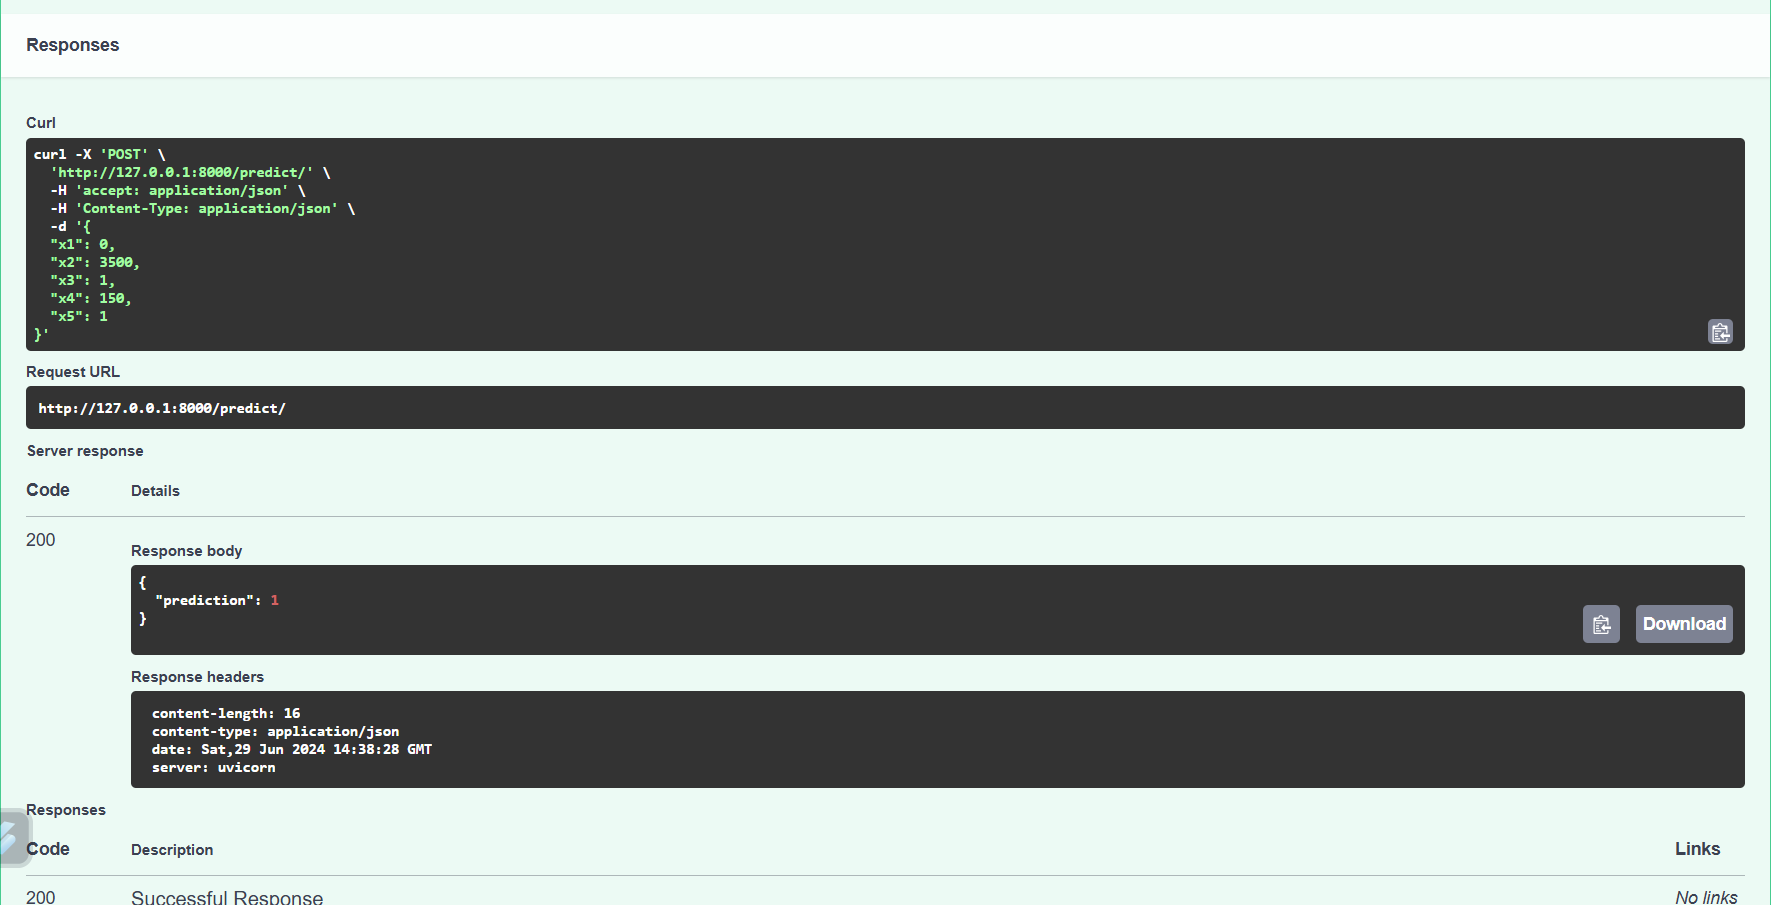 Responses
Curl
curl -X 'POST' \
  'http://127.0.0.1:8000/predict/' \
  -H 'accept: application/json' \
  -H 'Content-Type: application/json' \
  -d '{
  "x1": 0,
  "x2": 3500,
  "x3": 1,
  "x4": 150,
  "x5": 1
}'
Request URL
http://127.0.0.1:8000/predict/
Server response
Code Details
200
Response body
{
  "prediction": 1
}
Download
Response headers
content-length: 16
content-type: application/json
date: Sat,29 Jun 2024 14:38:28 GMT
server: uvicorn
Responses
Code Description Links
200 Successful Response No links